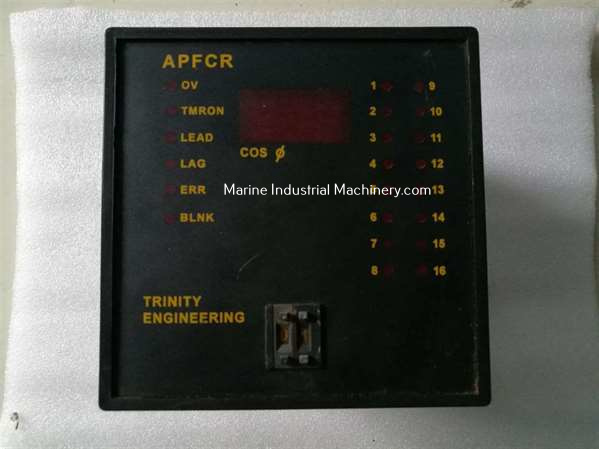 APFCR
OV
TMRON
LEAD
LAG
ERR
BLNK
COS ϕ
1 9
2 10
3 11
4 12
13
6 14
7 15
8 16
Marine Industrial Machinery.com
TRINITY
ENGINEERING